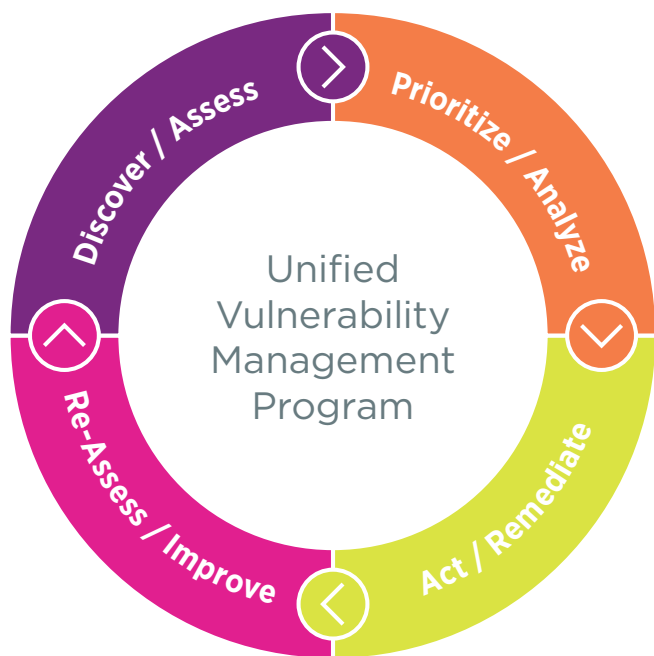 Discover / Assess
Prioritize / Analyze
Act / Remediate
Re-Assess / Improve
Unified
Vulnerability
Management
Program